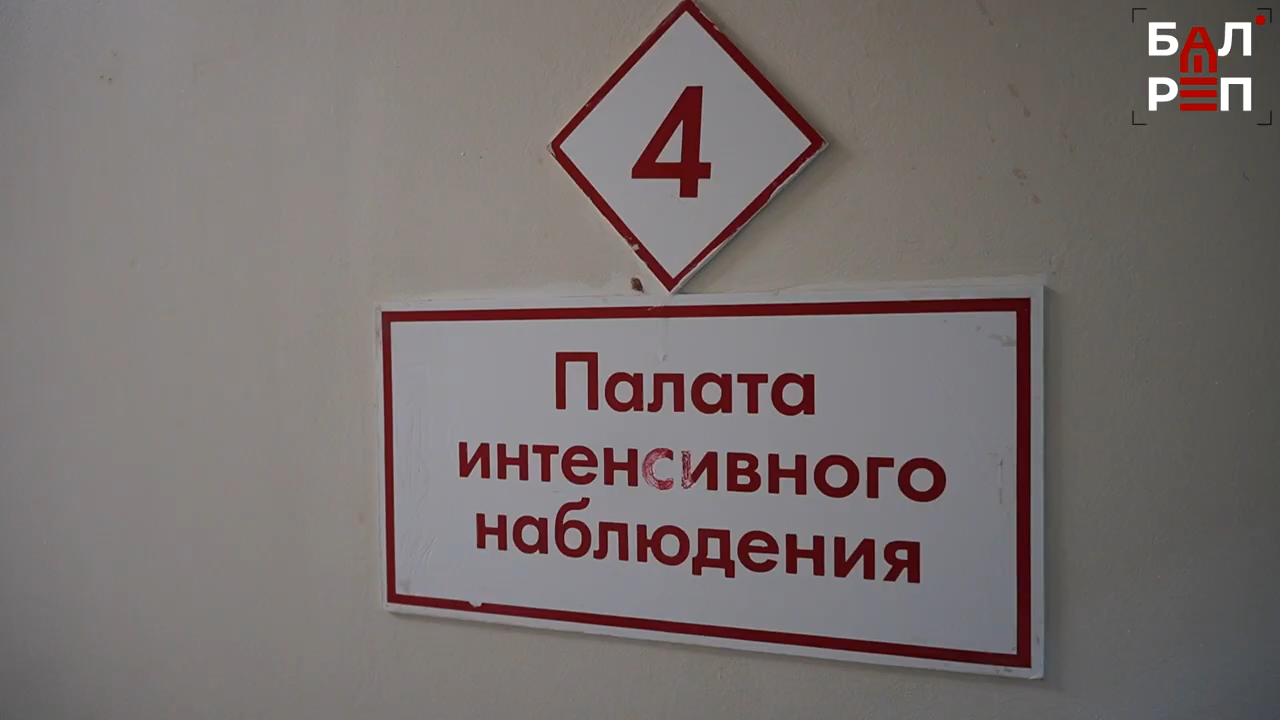 БАЛ
РЕП
4
Палата
интенсивного
наблюдения